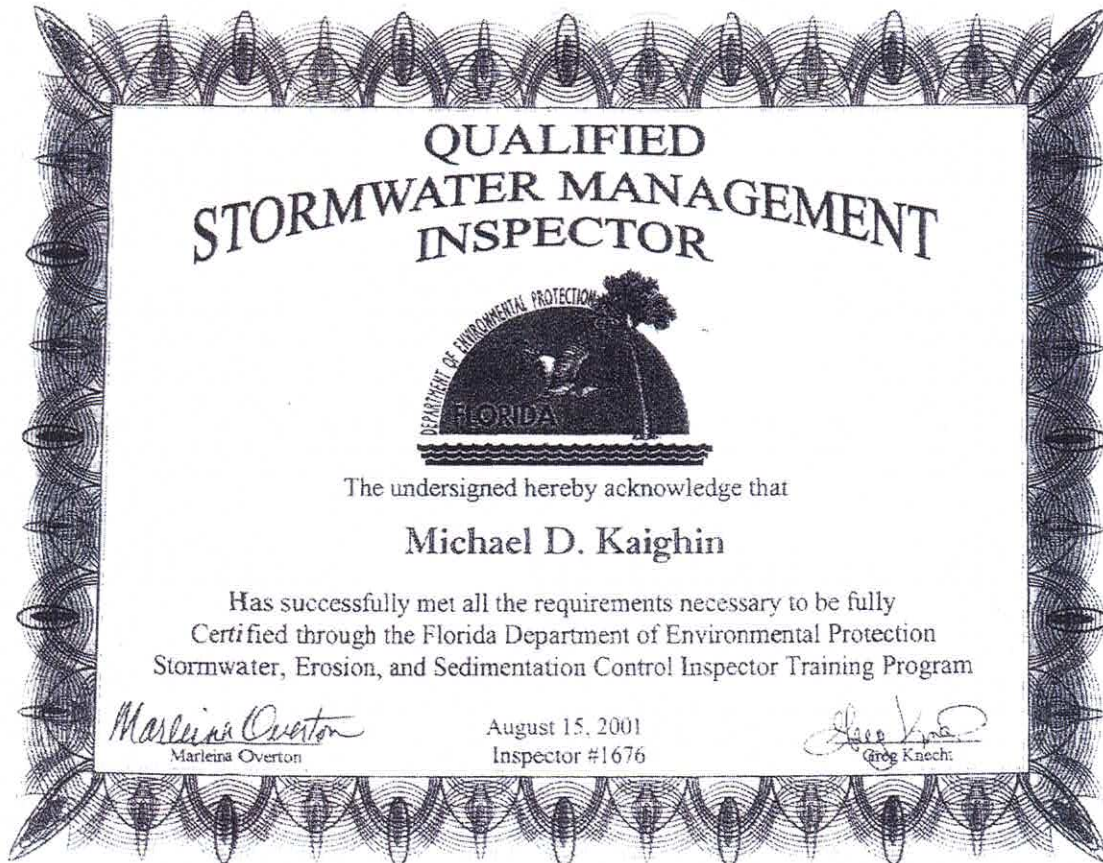 QUALIFIED
STORMWATER MANAGEMENT
INSPECTOR
DEPARTMENT OF ENVIRONMENTAL PROTECTION
FLORIDA
The undersigned hereby acknowledge that
Michael D. Kaighin
Has successfully met all the requirements necessary to be fully
Certified through the Florida Department of Environmental Protection
Stormwater, Erosion, and Sedimentation Control Inspector Training Program
Marleina Overton
Marleina Overton
August 15, 2001
Inspector #1676
Greg Knecht
Greg Knecht